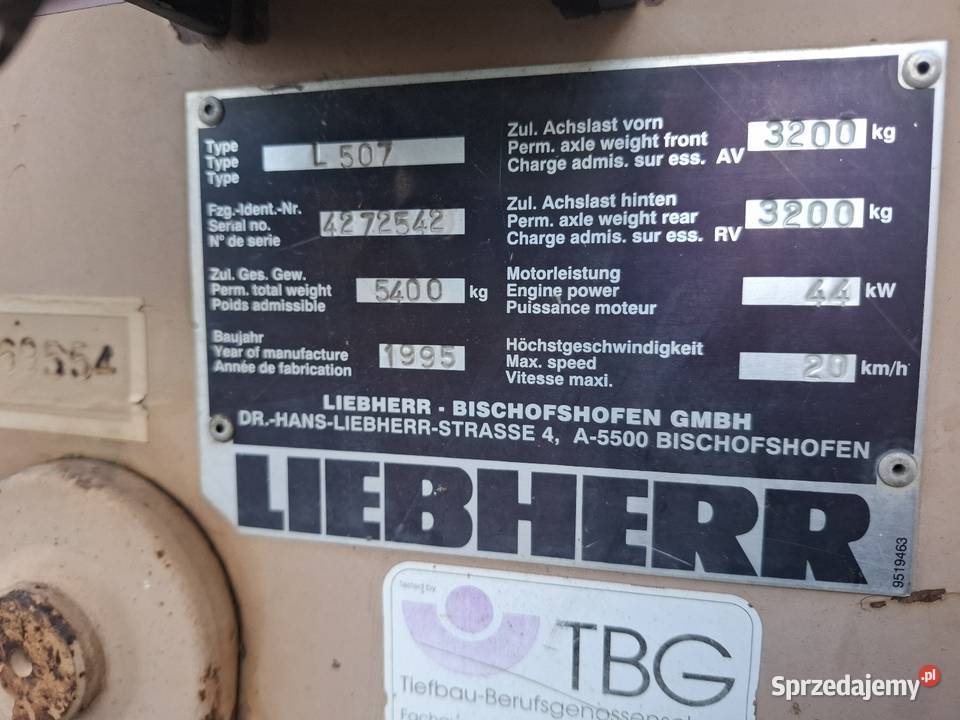 Type
Type
Type
L 507
Fzg.-Ident.-Nr.
Serial no.
N° de serie
4272542
Zul. Ges. Gew.
Perm. total weight
Poids admissible
5400 kg
Baujahr
Year of manufacture
Année de fabrication
1995
Zul. Achslast vorn
Perm. axle weight front
Charge admis. sur ess. AV
3200 kg
Zul. Achslast hinten
Perm. axle weight rear
Charge admis. sur ess. RV
3200 kg
Motorleistung
Engine power
Puissance moteur
44 kW
Höchstgeschwindigkeit
Max. speed
Vitesse maxi.
20 km/h
LIEBHERR - BISCHOFSHOFEN GMBH
DR.-HANS-LIEBHERR-STRASSE 4, A-5500 BISCHOFSHOFEN
LIEBHERR
9519463
TBG
Sprzedajemy.pl